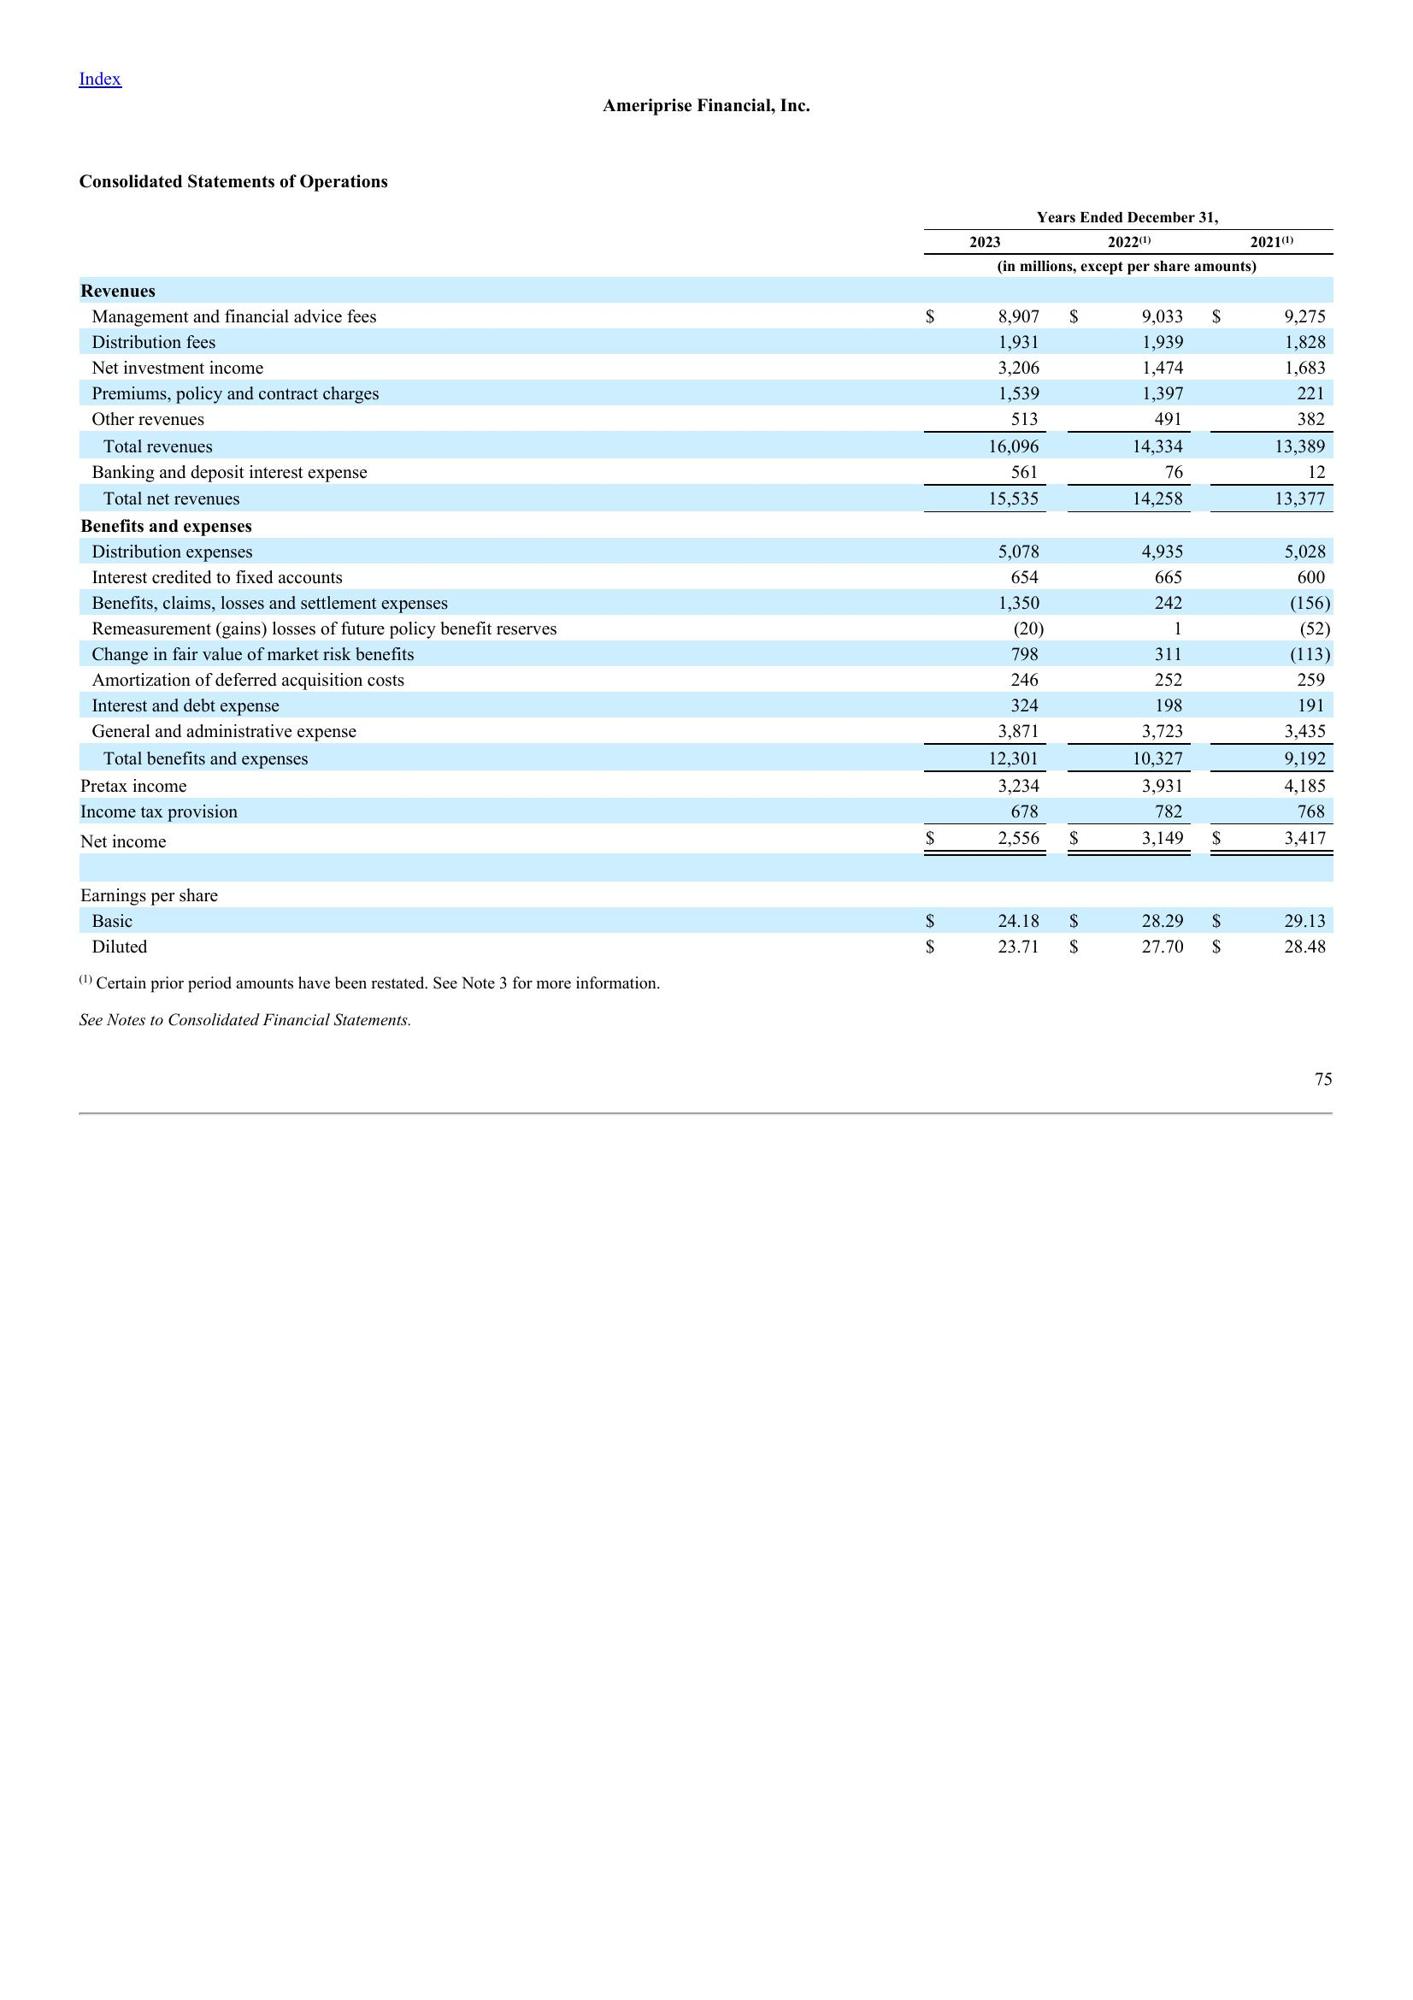 Index
Ameriprise Financial, Inc.
Consolidated Statements of Operations
Years Ended December 31,
2023 2022(1) 2021(1)
(in millions, except per share amounts)
Revenues
Management and financial advice fees $ 8,907 $ 9,033 $ 9,275
Distribution fees 1,931 1,939 1,828
Net investment income 3,206 1,474 1,683
Premiums, policy and contract charges 1,539 1,397 221
Other revenues 513 491 382
Total revenues 16,096 14,334 13,389
Banking and deposit interest expense 561 76 12
Total net revenues 15,535 14,258 13,377
Benefits and expenses
Distribution expenses 5,078 4,935 5,028
Interest credited to fixed accounts 654 665 600
Benefits, claims, losses and settlement expenses 1,350 242 (156)
Remeasurement (gains) losses of future policy benefit reserves (20) 1 (52)
Change in fair value of market risk benefits 798 311 (113)
Amortization of deferred acquisition costs 246 252 259
Interest and debt expense 324 198 191
General and administrative expense 3,871 3,723 3,435
Total benefits and expenses 12,301 10,327 9,192
Pretax income 3,234 3,931 4,185
Income tax provision 678 782 768
Net income $ 2,556 $ 3,149 $ 3,417
Earnings per share
Basic $ 24.18 $ 28.29 $ 29.13
Diluted $ 23.71 $ 27.70 $ 28.48
(1) Certain prior period amounts have been restated. See Note 3 for more information.
See Notes to Consolidated Financial Statements.
75